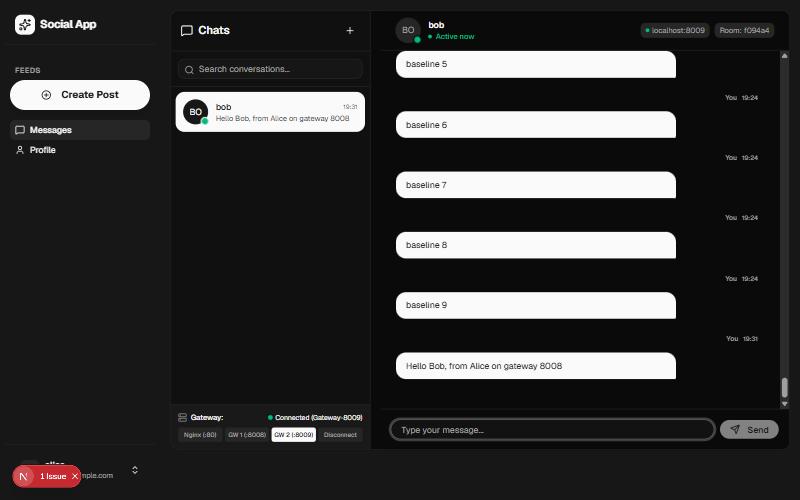 Social App
FEEDS
Create Post
Messages
Profile
mple.com
N 1 Issue
Chats
Search conversations...
BO bob 19:31
Hello Bob, from Alice on gateway 8008
Gateway: Connected (Gateway-8009)
Nginx (:80) GW 1 (:8008) GW 2 (:8009) Disconnect
BO bob
Active now
localhost:8009 Room: f094a4
baseline 5
You 19:24
baseline 6
You 19:24
baseline 7
You 19:24
baseline 8
You 19:24
baseline 9
You 19:31
Hello Bob, from Alice on gateway 8008
Type your message... Send